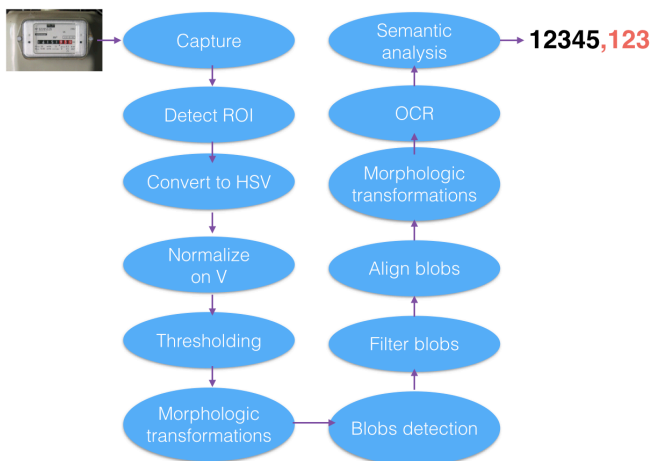 Capture
Detect ROI
Convert to HSV
Normalize
on V
Thresholding
Morphologic
transformations
Blobs detection
Filter blobs
Align blobs
Morphologic
transformations
OCR
Semantic
analysis
12345,123